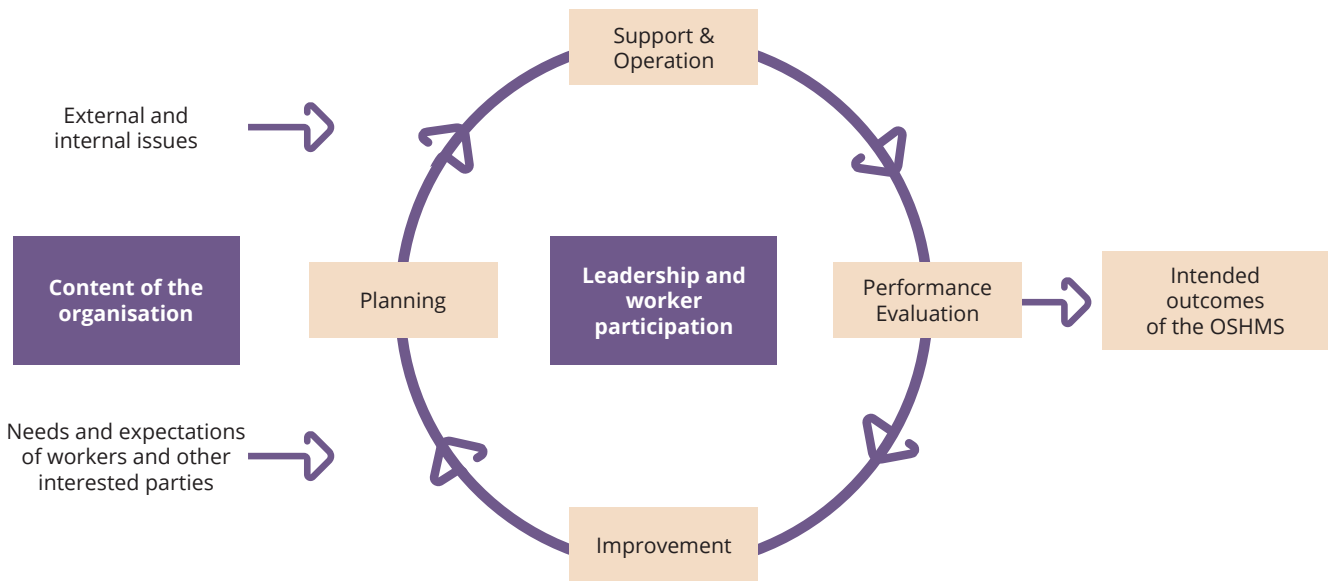 Support &
Operation
External and
internal issues
Content of the
organisation
Planning
Leadership and
worker
participation
Performance
Evaluation
Intended
outcomes
of the OSHMS
Needs and expectations
of workers and other
interested parties
Improvement